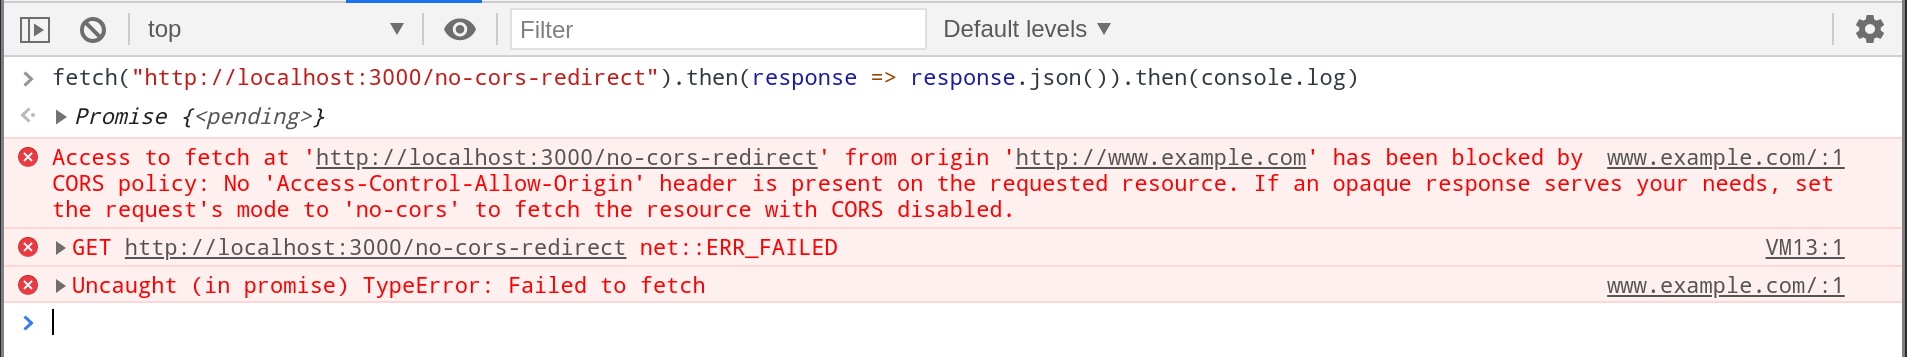 top Filter Default levels
fetch("http://localhost:3000/no-cors-redirect").then(response => response.json()).then(console.log)
Promise {<pending>}
Access to fetch at 'http://localhost:3000/no-cors-redirect' from origin 'http://www.example.com' has been blocked by www.example.com/:1
CORS policy: No 'Access-Control-Allow-Origin' header is present on the requested resource. If an opaque response serves your needs, set
the request's mode to 'no-cors' to fetch the resource with CORS disabled.
GET http://localhost:3000/no-cors-redirect net::ERR_FAILED VM13:1
Uncaught (in promise) TypeError: Failed to fetch www.example.com/:1